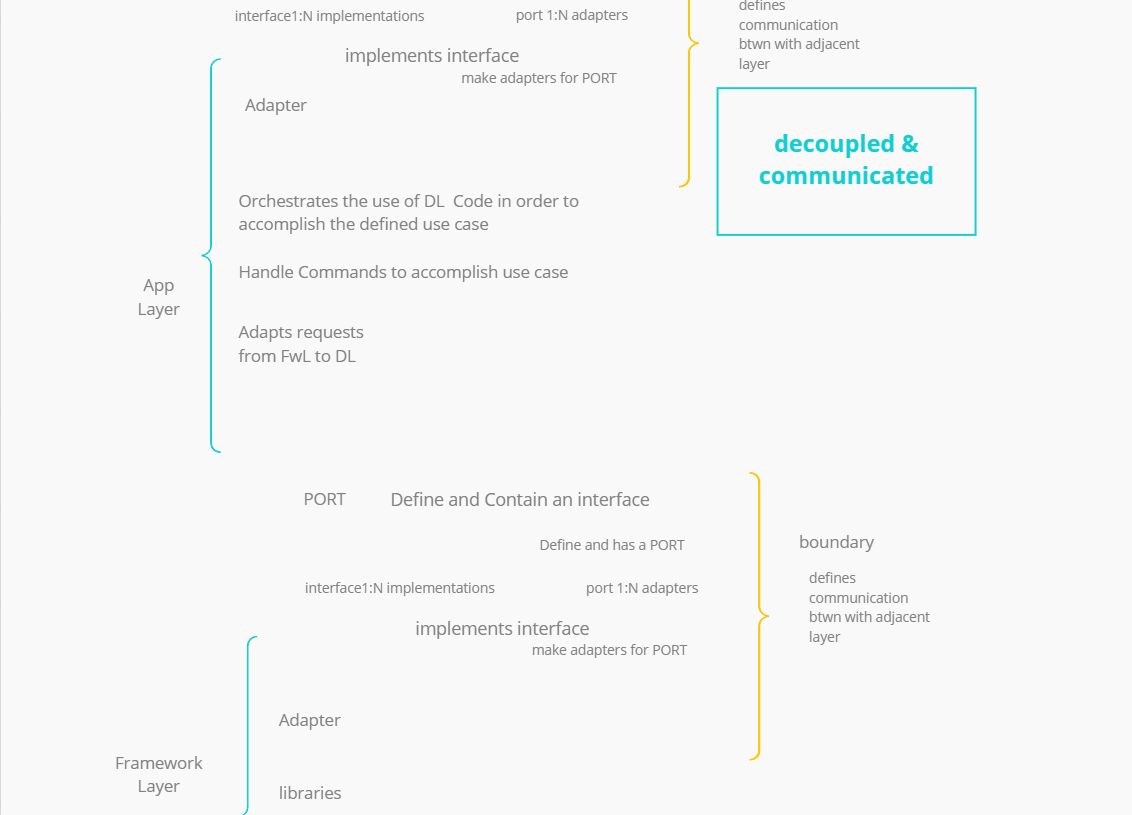 interface1:N implementations
port 1:N adapters
defines
communication
btwn with adjacent
layer
implements interface
make adapters for PORT
Adapter
decoupled &
communicated
Orchestrates the use of DL  Code in order to
accomplish the defined use case
Handle Commands to accomplish use case
App
Layer
Adapts requests
from FwL to DL
PORT
Define and Contain an interface
Define and has a PORT
boundary
interface1:N implementations
port 1:N adapters
defines
communication
btwn with adjacent
layer
implements interface
make adapters for PORT
Adapter
Framework
Layer
libraries